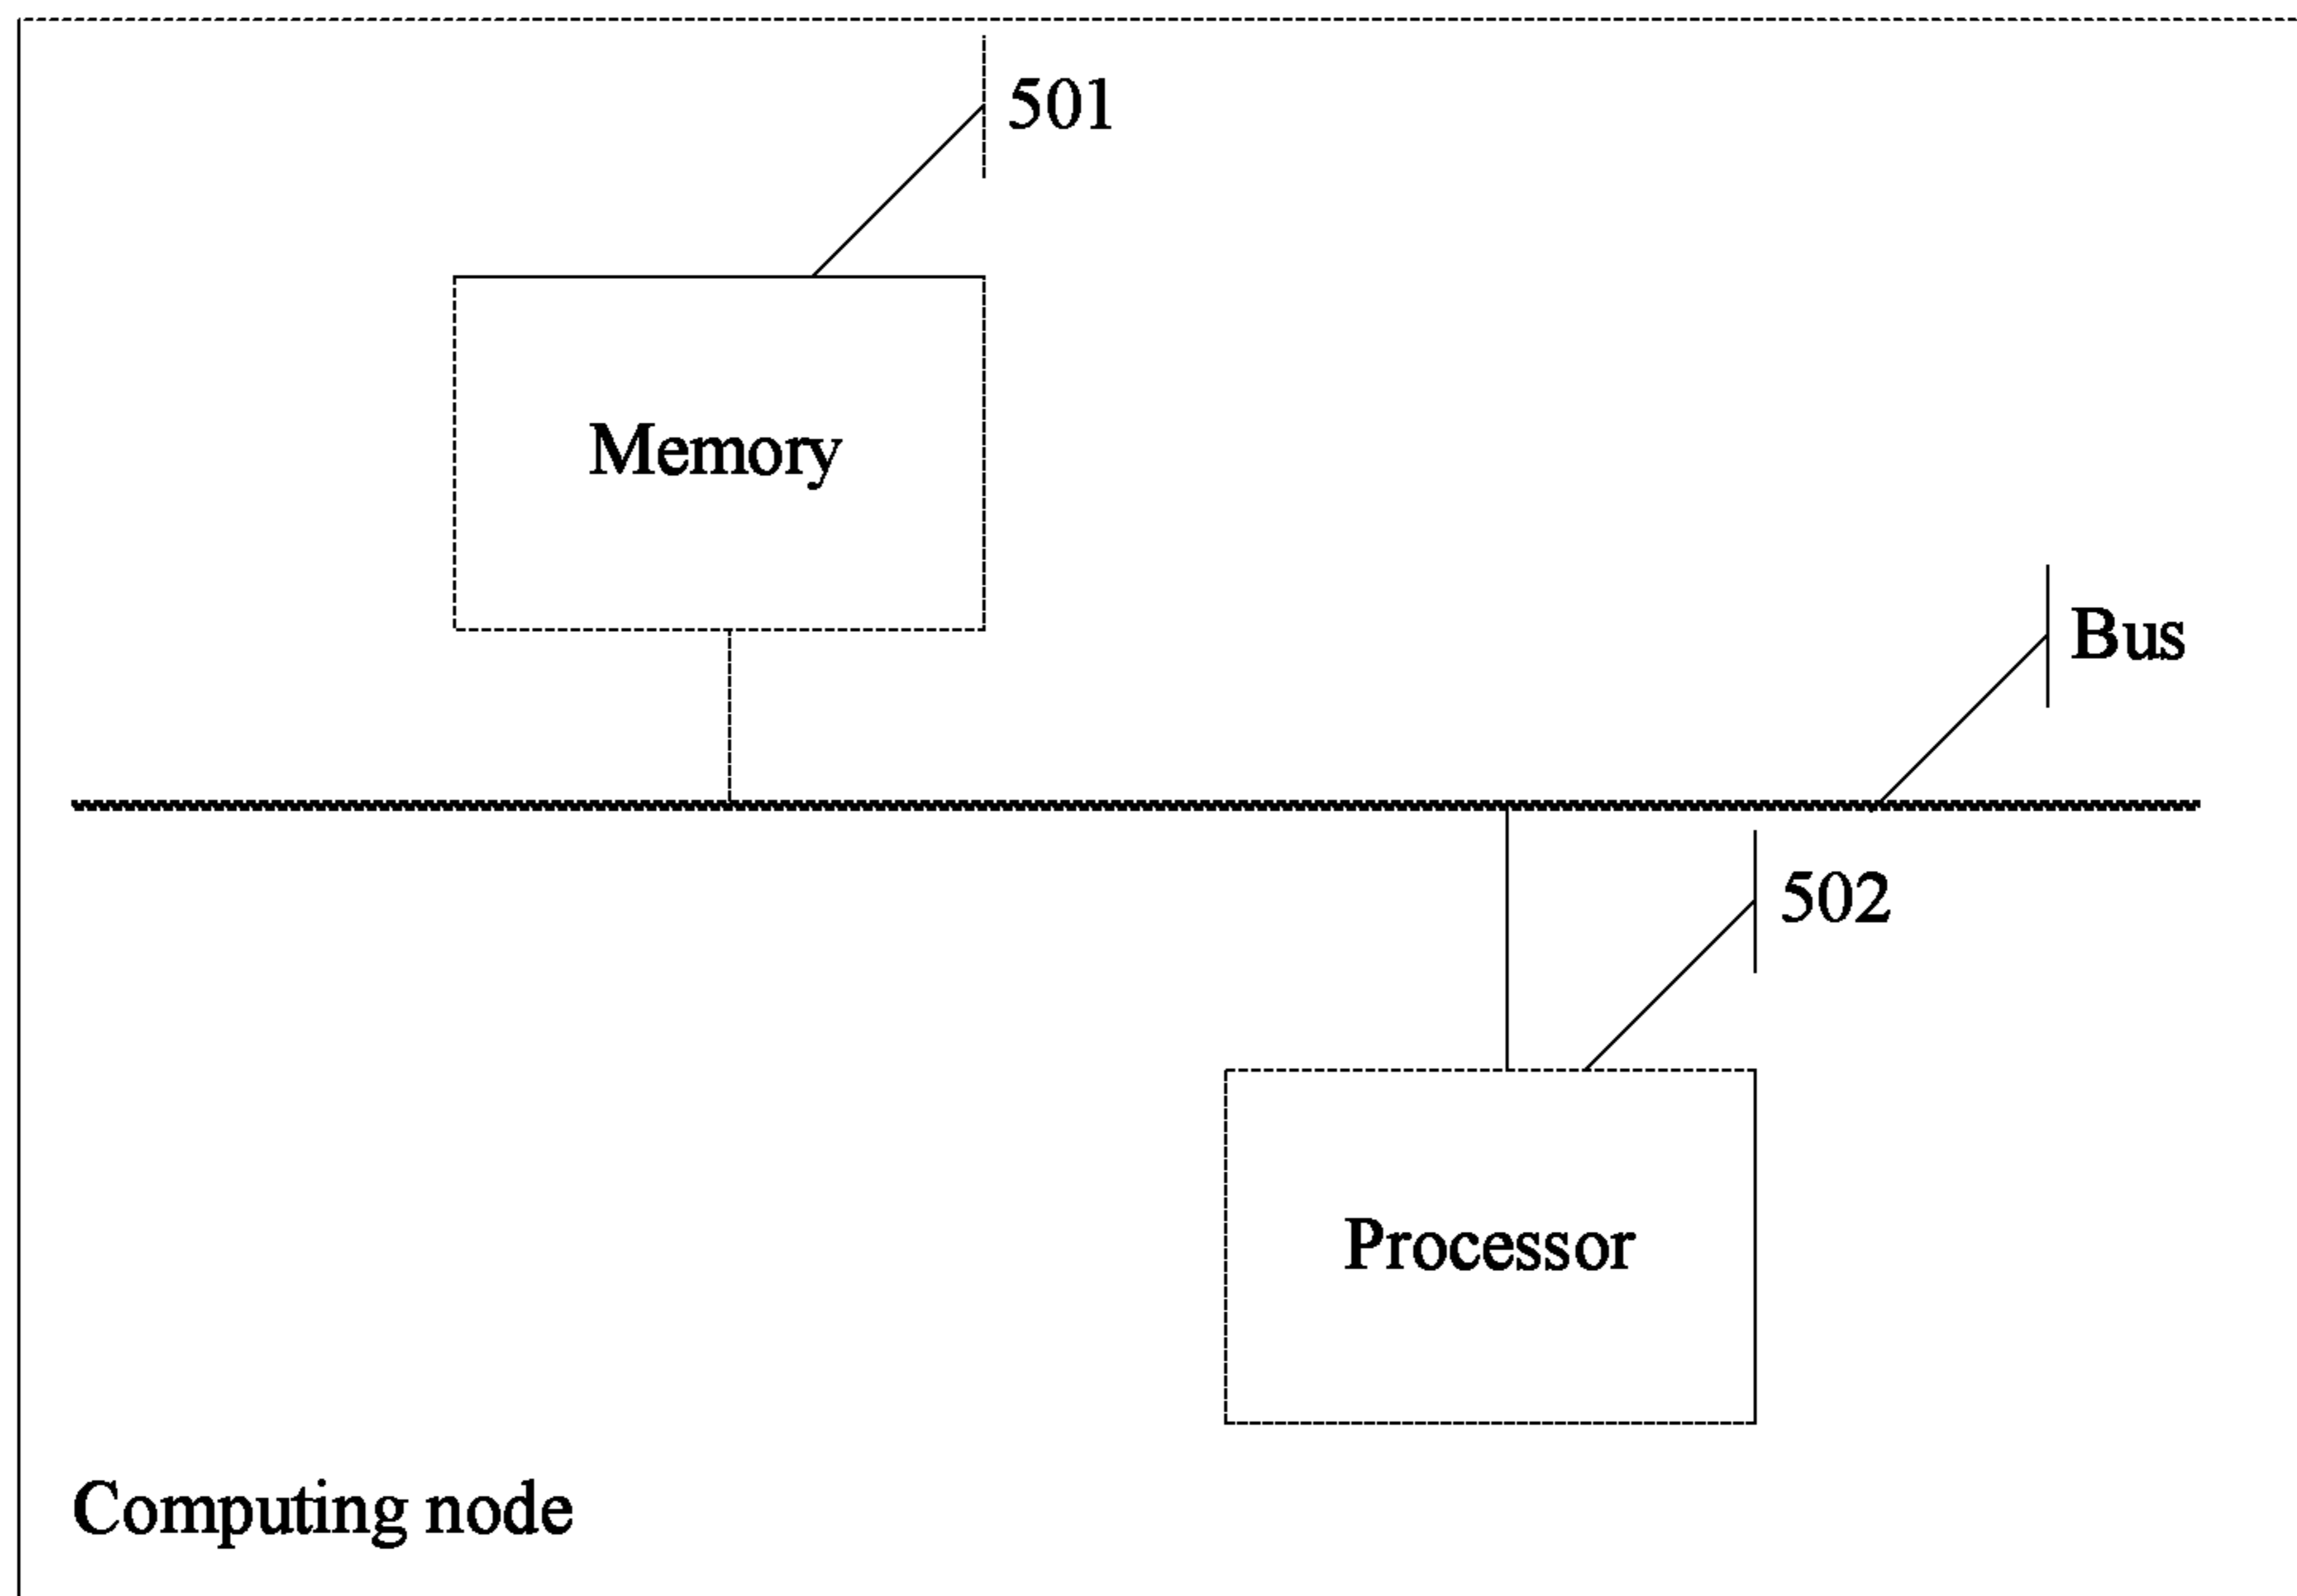 501
Memory
Bus
502
Processor
Computing node